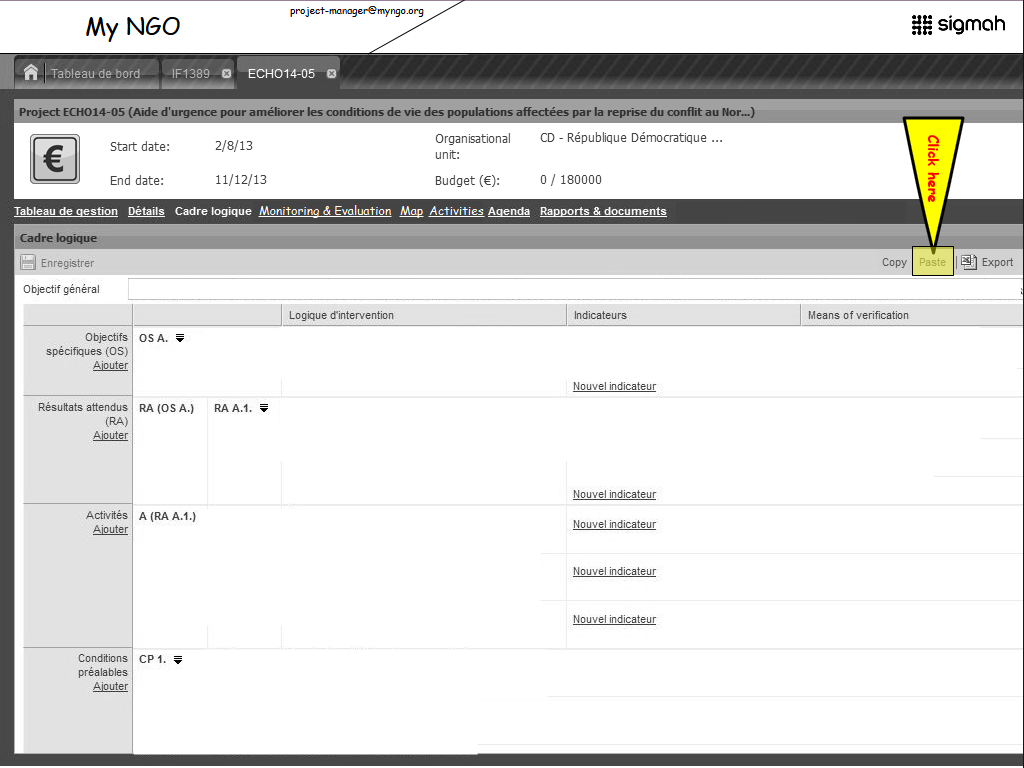 project-manager@myngo.org
My NGO
sigmah
Tableau de bord
IF1389
ECHO14-05
Project ECHO14-05 (Aide d'urgence pour améliorer les conditions de vie des populations affectées par la reprise du conflit au Nor...)
Start date: 2/8/13
Organisational unit: CD - République Démocratique ...
End date: 11/12/13
Budget (€): 0 / 180000
Click here
Tableau de gestion Détails Cadre logique Monitoring & Evaluation Map Activities Agenda Rapports & documents
Cadre logique
Enregistrer
Copy Paste Export
Objectif général
Logique d'intervention Indicateurs Means of verification
Objectifs
spécifiques (OS)
Ajouter
OS A.
Nouvel indicateur
Résultats attendus
(RA)
Ajouter
RA (OS A.) RA A.1.
Nouvel indicateur
Activités
Ajouter
A (RA A.1.)
Nouvel indicateur
Nouvel indicateur
Nouvel indicateur
Conditions
préalables
Ajouter
CP 1.